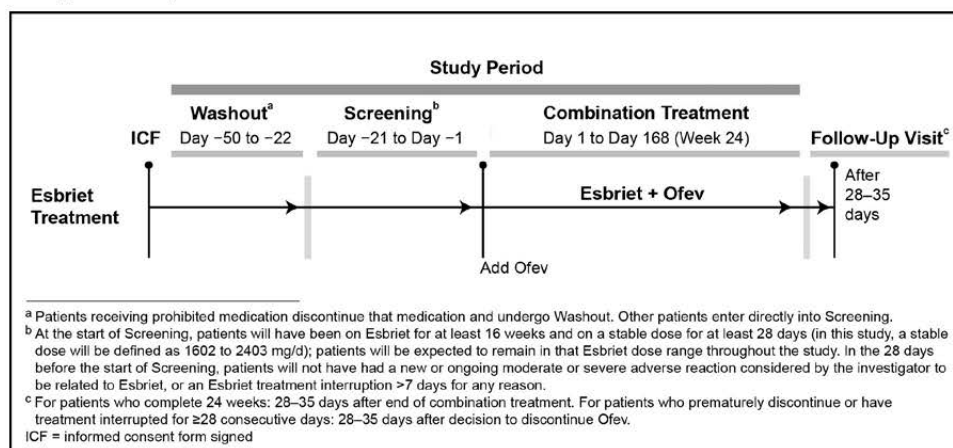 Study Period
Washoutᵃ
Screeningᵇ
Combination Treatment
ICF
Day −50 to −22
Day −21 to Day −1
Day 1 to Day 168 (Week 24)
Follow-Up Visitᶜ
Esbriet
Treatment
Esbriet + Ofev
After
28–35
days
Add Ofev
ᵃ Patients receiving prohibited medication discontinue that medication and undergo Washout. Other patients enter directly into Screening.
ᵇ At the start of Screening, patients will have been on Esbriet for at least 16 weeks and on a stable dose for at least 28 days (in this study, a stable
dose will be defined as 1602 to 2403 mg/d); patients will be expected to remain in that Esbriet dose range throughout the study. In the 28 days
before the start of Screening, patients will not have had a new or ongoing moderate or severe adverse reaction considered by the investigator to
be related to Esbriet, or an Esbriet treatment interruption >7 days for any reason.
ᶜ For patients who complete 24 weeks: 28–35 days after end of combination treatment. For patients who prematurely discontinue or have
treatment interrupted for ≥28 consecutive days: 28–35 days after decision to discontinue Ofev.
ICF = informed consent form signed